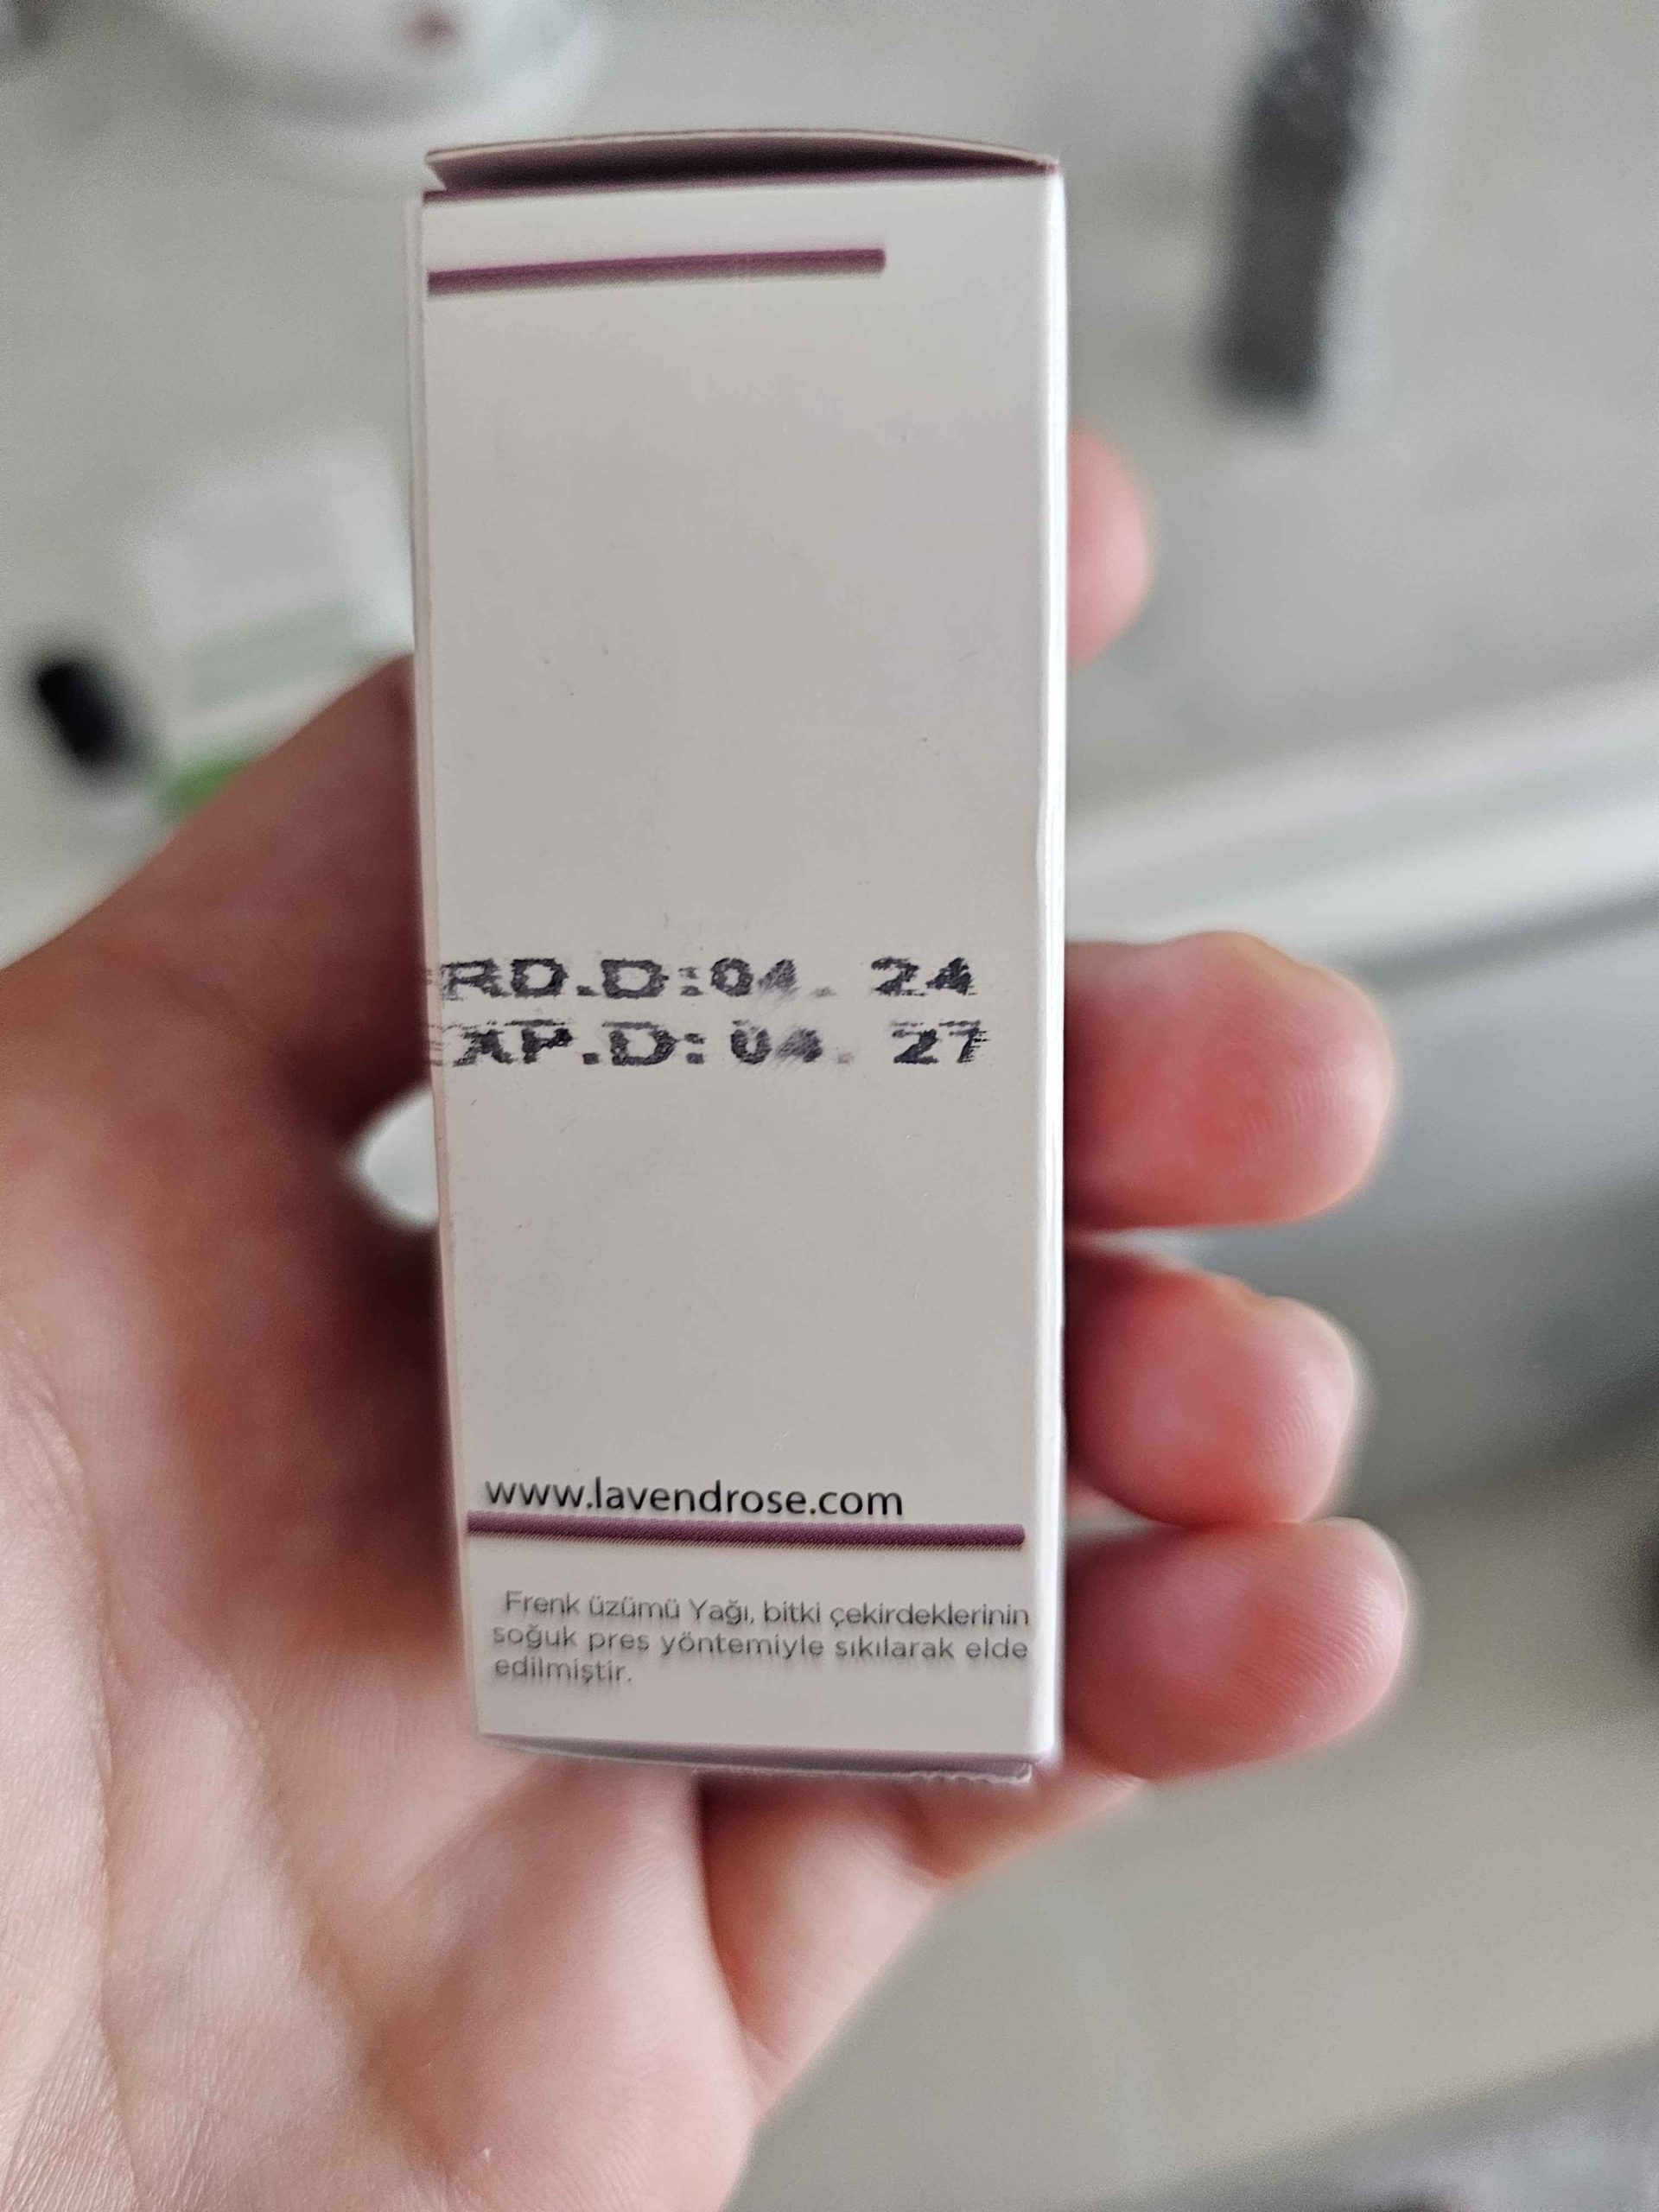 RD.D:04. 24
EXP.D:04. 27
www.lavendrose.com
Frenk üzümü Yağı, bitki çekirdeklerinin
soğuk pres yöntemiyle sıkılarak elde
edilmiştir.